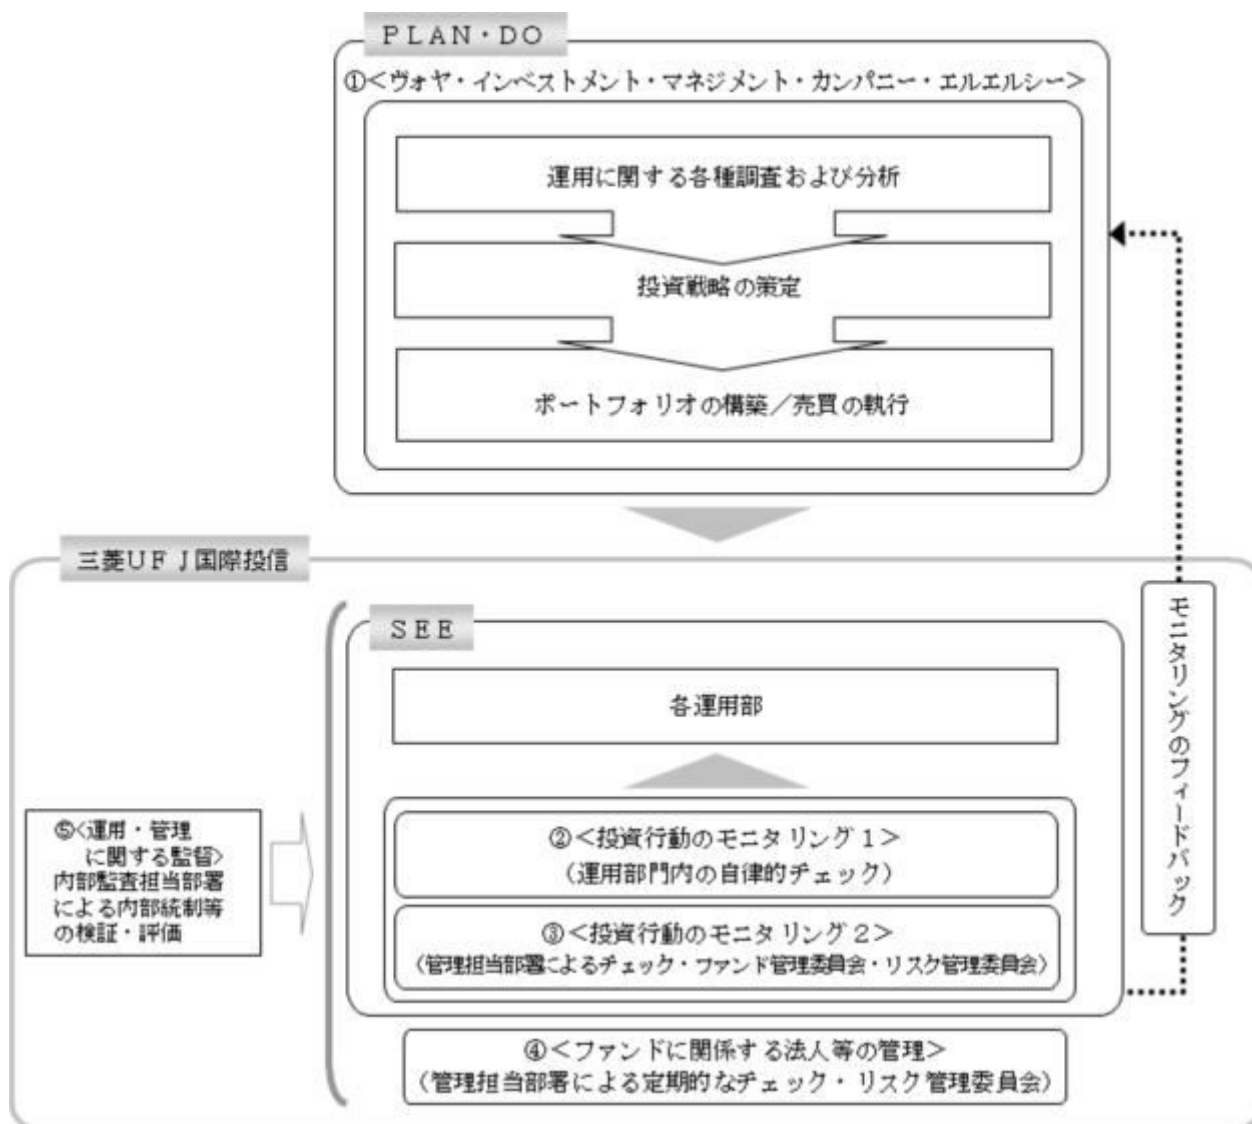 ＰＬＡＮ・ＤＯ
①＜ヴォヤ・インベストメント・マネジメント・カンパニー・エルエルシー＞
運用に関する各種調査および分析
投資戦略の策定
ポートフォリオの構築／売買の執行
三菱ＵＦＪ国際投信
ＳＥＥ
各運用部
②＜投資行動のモニタリング１＞
（運用部門内の自律的チェック）
③＜投資行動のモニタリング２＞
（管理担当部署によるチェック・ファンド管理委員会・リスク管理委員会）
④＜ファンドに関係する法人等の管理＞
（管理担当部署による定期的なチェック・リスク管理委員会）
⑤＜運用・管理
に関する監督＞
内部監査担当部署
による内部統制等
の検証・評価
モニタリングのフィードバック